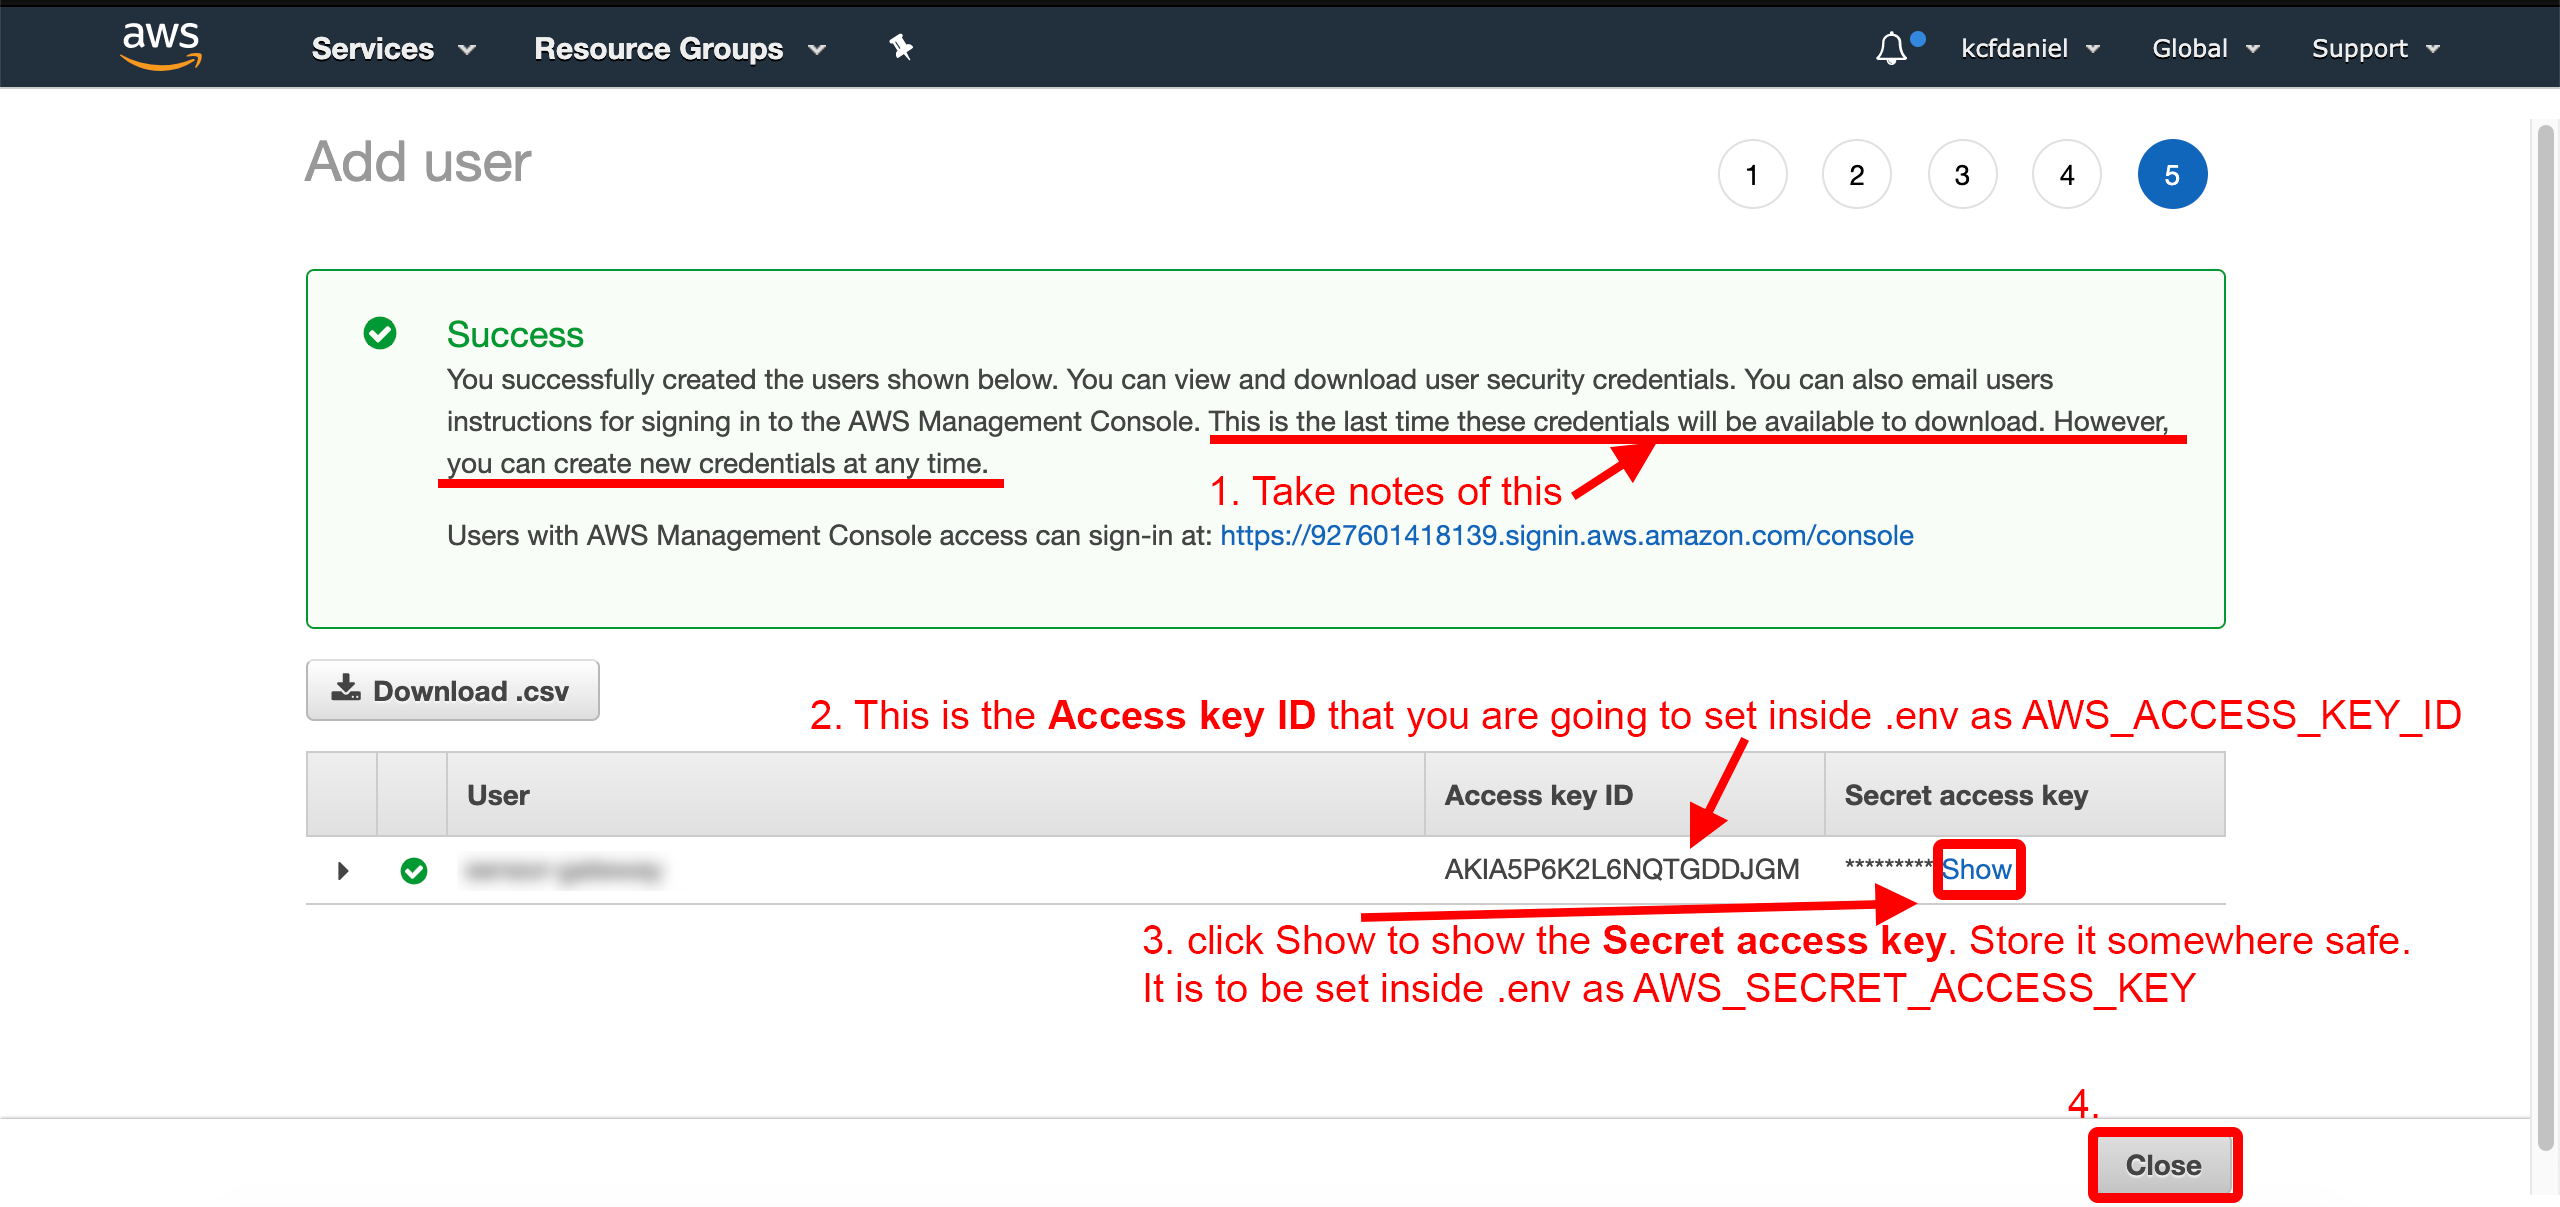 aws Services Resource Groups kcfdaniel Global Support
Add user
1 2 3 4 5
Success
You successfully created the users shown below. You can view and download user security credentials. You can also email users
instructions for signing in to the AWS Management Console. This is the last time these credentials will be available to download. However,
you can create new credentials at any time.
1. Take notes of this
Users with AWS Management Console access can sign-in at: https://927601418139.signin.aws.amazon.com/console
Download .csv
2. This is the Access key ID that you are going to set inside .env as AWS_ACCESS_KEY_ID
User Access key ID Secret access key
AKIA5P6K2L6NQTGDDJGM ********* Show
3. click Show to show the Secret access key. Store it somewhere safe.
It is to be set inside .env as AWS_SECRET_ACCESS_KEY
4.
Close